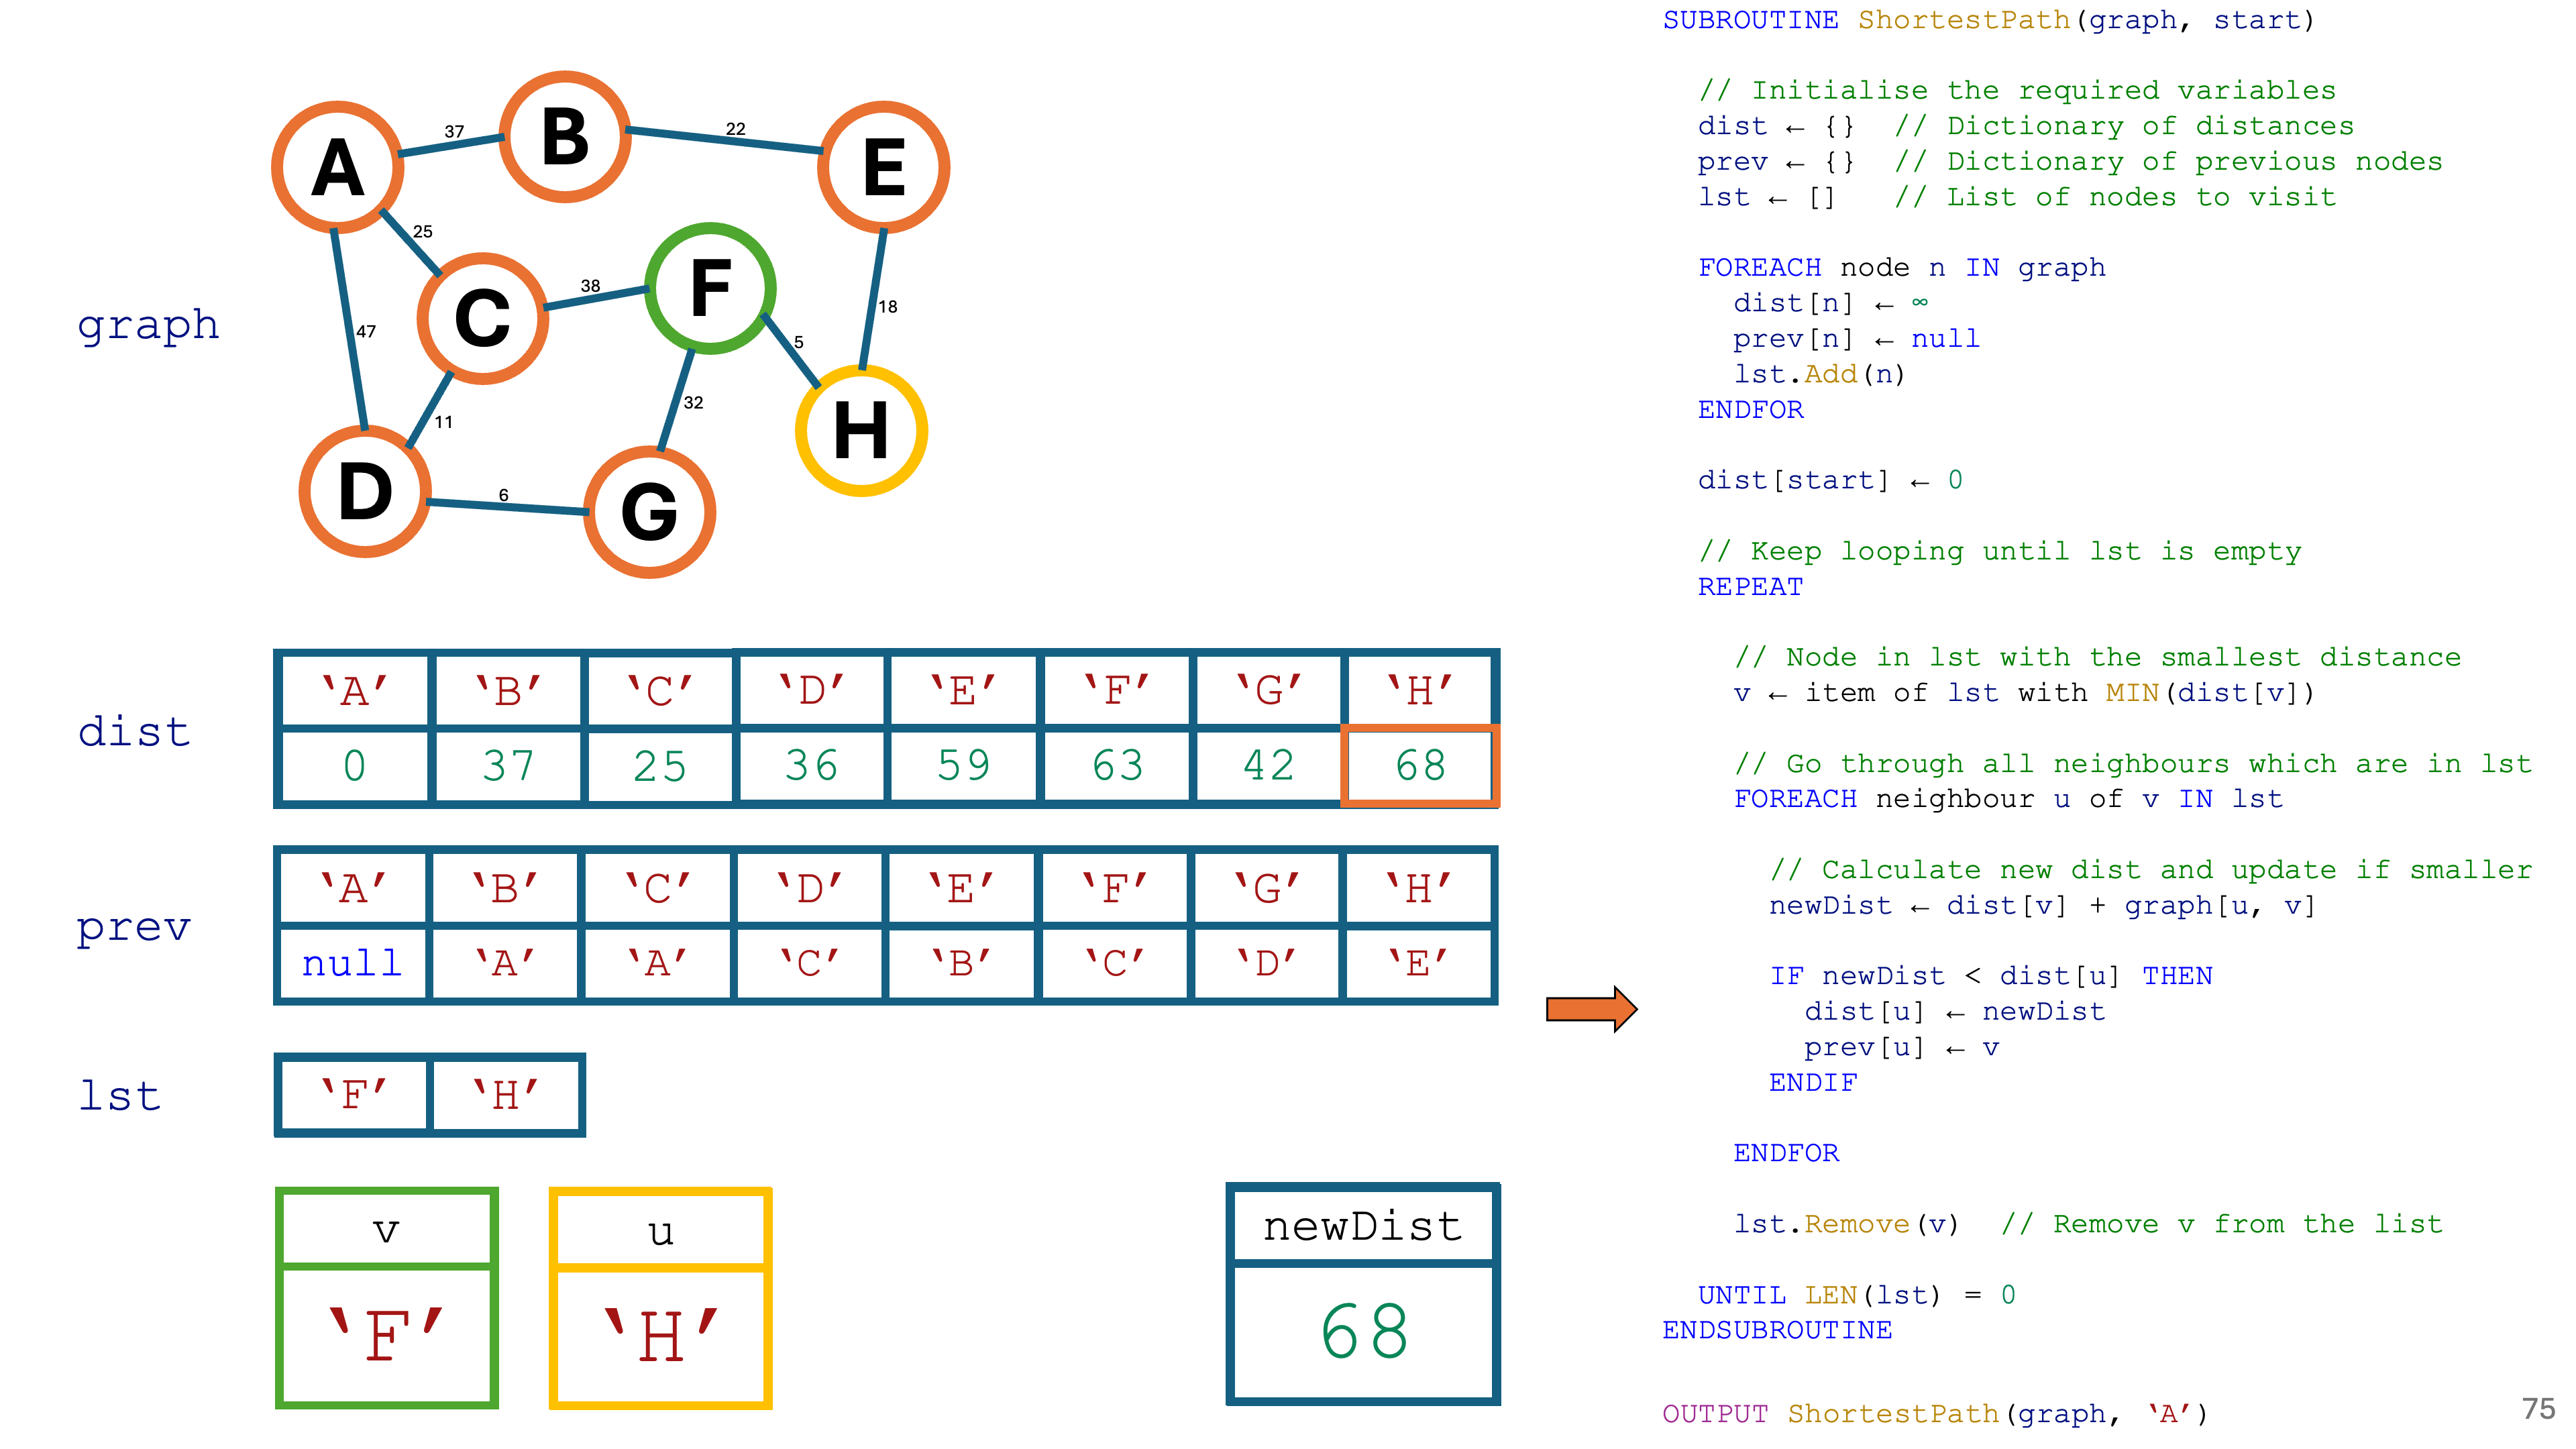 graph
A
B
E
C
F
H
D
G
37
22
25
38
5
18
47
11
32
6
dist
‘A’ ‘B’ ‘C’ ‘D’ ‘E’ ‘F’ ‘G’ ‘H’
0 37 25 36 59 63 42 68
prev
‘A’ ‘B’ ‘C’ ‘D’ ‘E’ ‘F’ ‘G’ ‘H’
null ‘A’ ‘A’ ‘C’ ‘B’ ‘C’ ‘D’ ‘E’
lst
‘F’ ‘H’
v
‘F’
u
‘H’
newDist
68
SUBROUTINE ShortestPath(graph, start)
// Initialise the required variables
dist ← {} // Dictionary of distances
prev ← {} // Dictionary of previous nodes
lst ← [] // List of nodes to visit
FOREACH node n IN graph
dist[n] ← ∞
prev[n] ← null
lst.Add(n)
ENDFOR
dist[start] ← 0
// Keep looping until lst is empty
REPEAT
// Node in lst with the smallest distance
v ← item of lst with MIN(dist[v])
// Go through all neighbours which are in lst
FOREACH neighbour u of v IN lst
// Calculate new dist and update if smaller
newDist ← dist[v] + graph[u, v]
IF newDist < dist[u] THEN
dist[u] ← newDist
prev[u] ← v
ENDIF
ENDFOR
lst.Remove(v) // Remove v from the list
UNTIL LEN(lst) = 0
ENDSUBROUTINE
OUTPUT ShortestPath(graph, ‘A’)
75